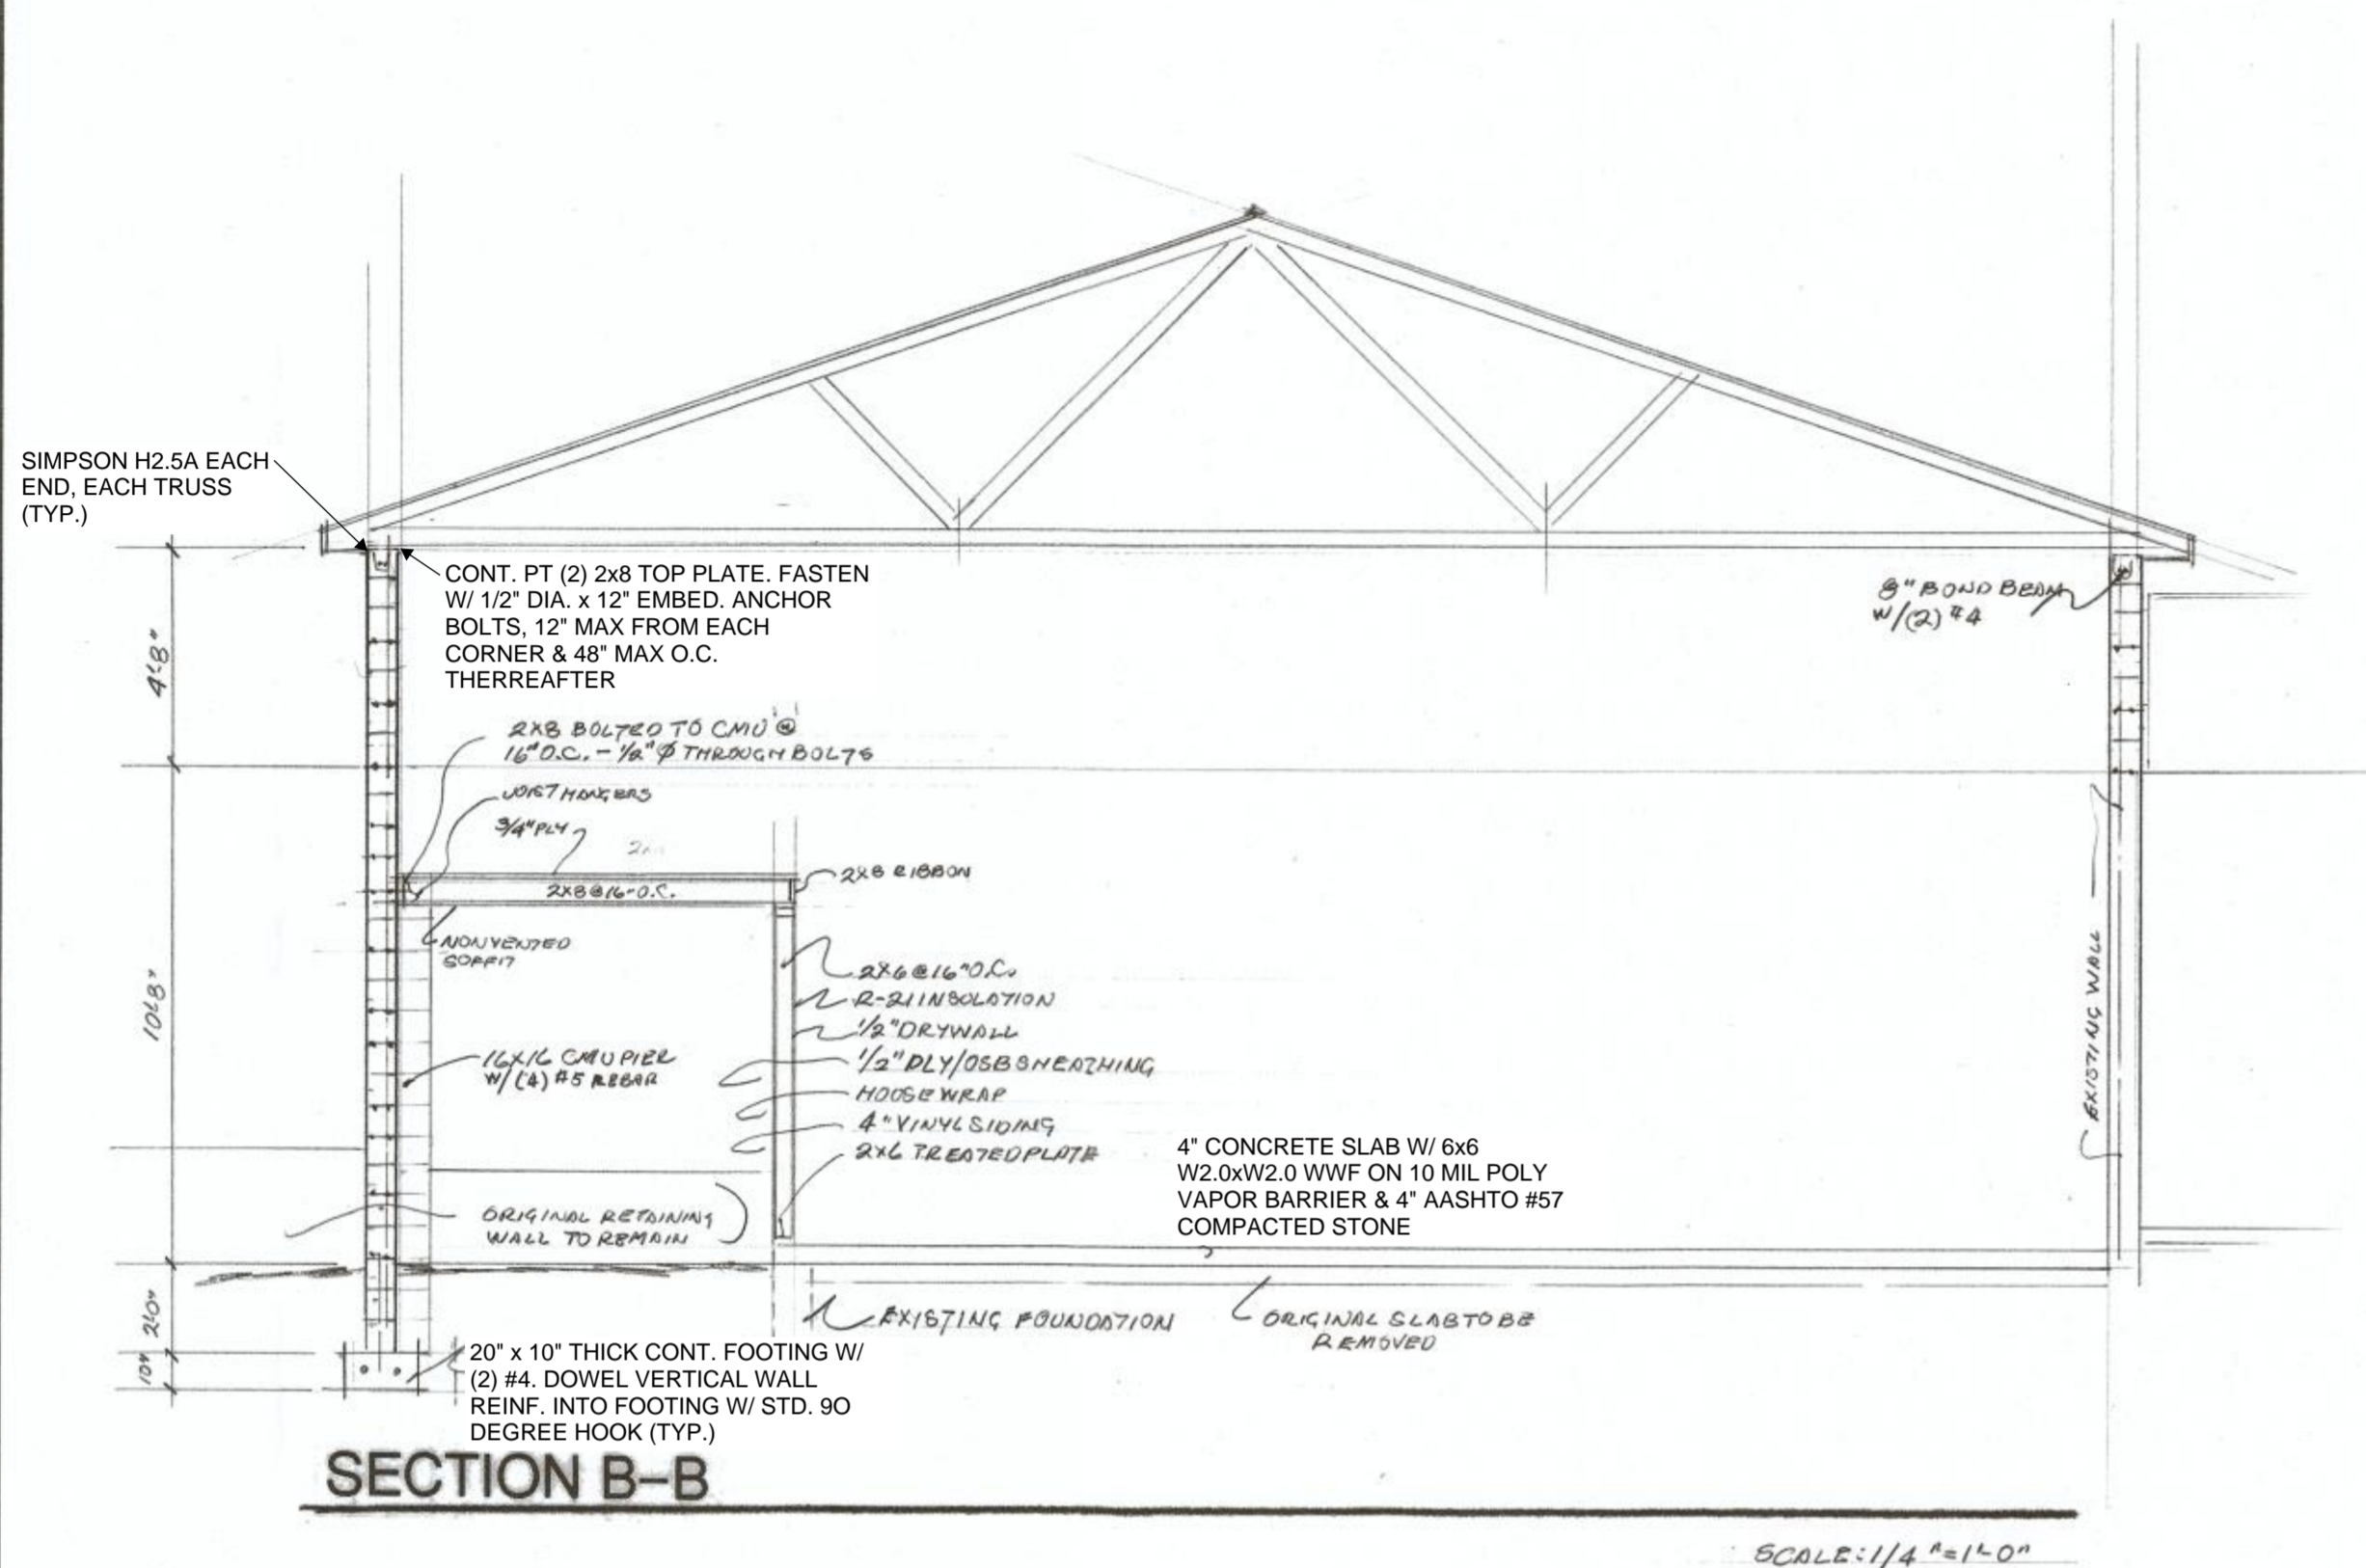 SIMPSON H2.5A EACH
END, EACH TRUSS
(TYP.)
CONT. PT (2) 2x8 TOP PLATE. FASTEN
W/ 1/2" DIA. x 12" EMBED. ANCHOR
BOLTS, 12" MAX FROM EACH
CORNER & 48" MAX O.C.
THERREAFTER
8" BOND BEAM
W/(2) #4
4'8"
2X8 BOLTED TO CMU @
16" O.C. - 1/2" Ø THROUGH BOLTS
JOIST HANGERS
3/4" PLY
2X8 RIBBON
2X8@16"O.C.
NONVENTED
SOFFIT
10'8"
2X6@16"O.C.
R-21 INSOLATION
1/2" DRYWALL
1/2" PLY/OSB SHEATHING
HOUSEWRAP
4" VINYL SIDING
2X6 TREATED PLATE
16X16 CMU PIER
W/(4) #5 REBAR
EXISTING WALL
4" CONCRETE SLAB W/ 6x6
W2.0xW2.0 WWF ON 10 MIL POLY
VAPOR BARRIER & 4" AASHTO #57
COMPACTED STONE
ORIGINAL RETAINING
WALL TO REMAIN
2'0"
EXISTING FOUNDATION
ORIGINAL SLAB TO BE
REMOVED
10"
20" x 10" THICK CONT. FOOTING W/
(2) #4. DOWEL VERTICAL WALL
REINF. INTO FOOTING W/ STD. 9O
DEGREE HOOK (TYP.)
SECTION B-B
SCALE: 1/4"=1'-0"